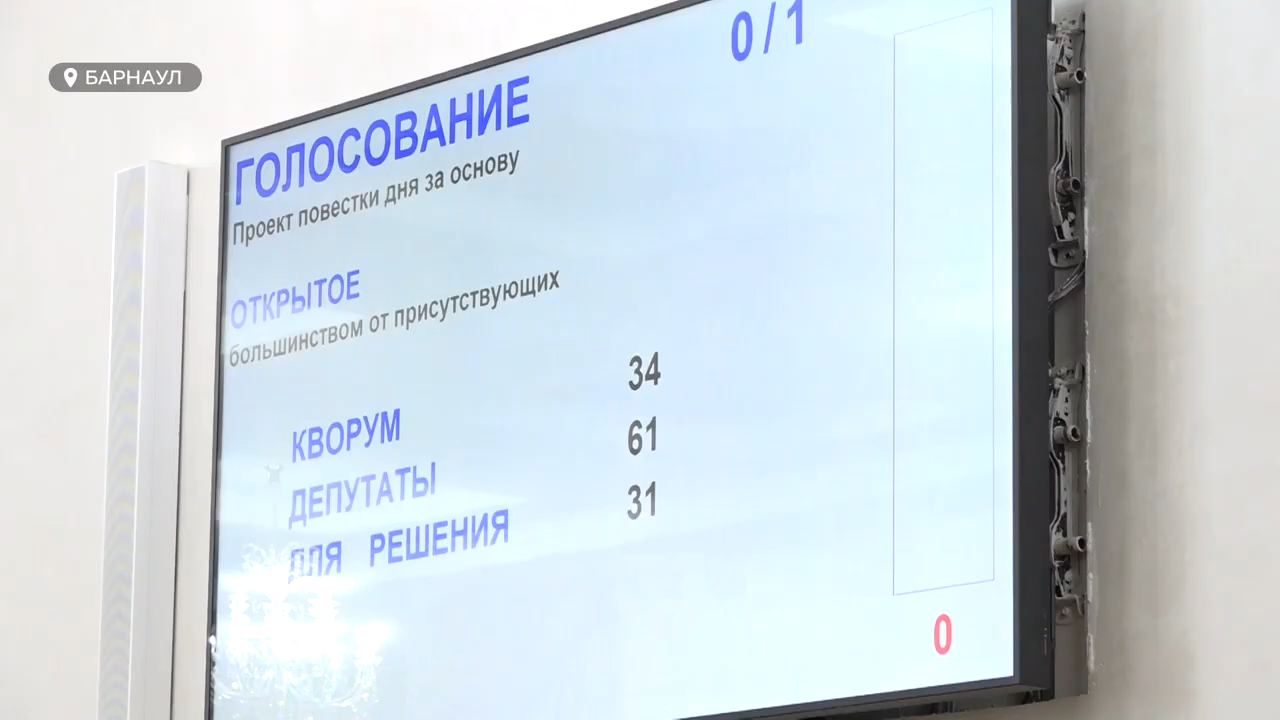 БАРНАУЛ
0/1
ГОЛОСОВАНИЕ
Проект повестки дня за основу
ОТКРЫТОЕ
большинством от присутствующих
КВОРУМ 34
ДЕПУТАТЫ 61
ДЛЯ РЕШЕНИЯ 31
0